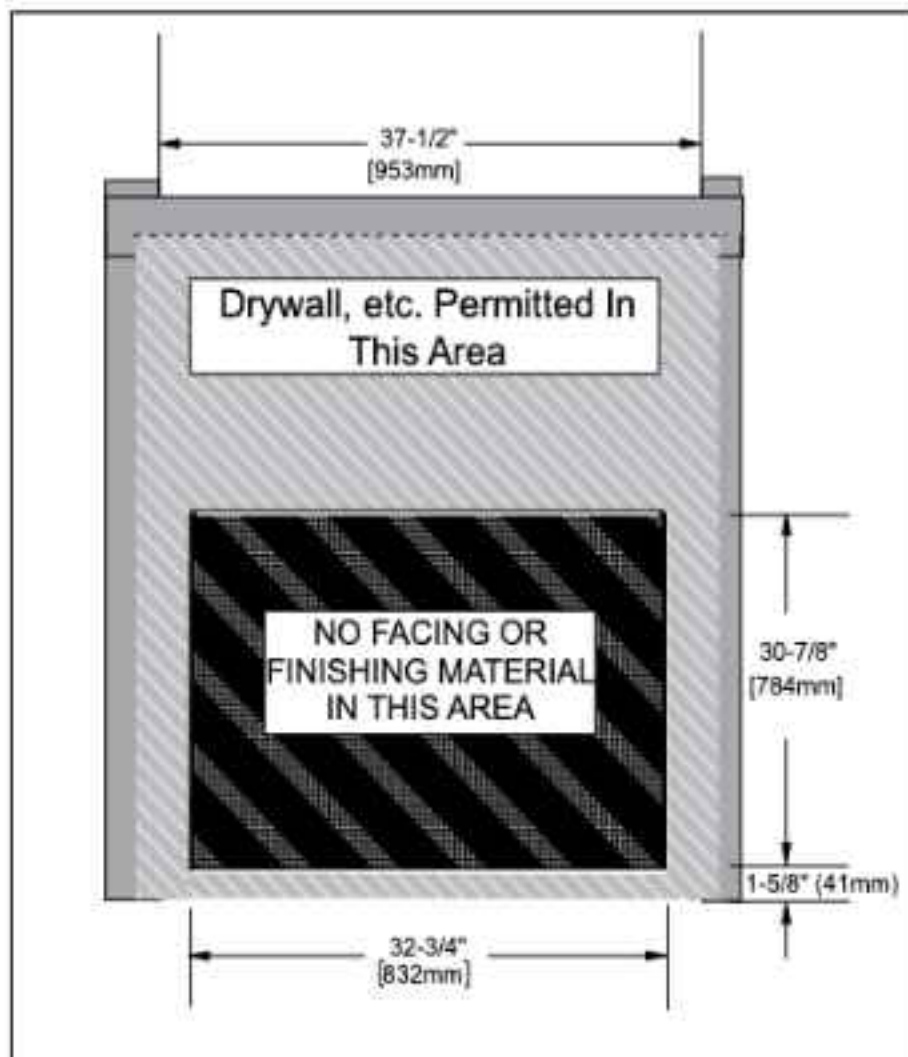 37-1/2"
[953mm]
Drywall, etc. Permitted In
This Area
NO FACING OR
FINISHING MATERIAL
IN THIS AREA
30-7/8"
[784mm]
1-5/8" (41mm)
32-3/4"
[832mm]